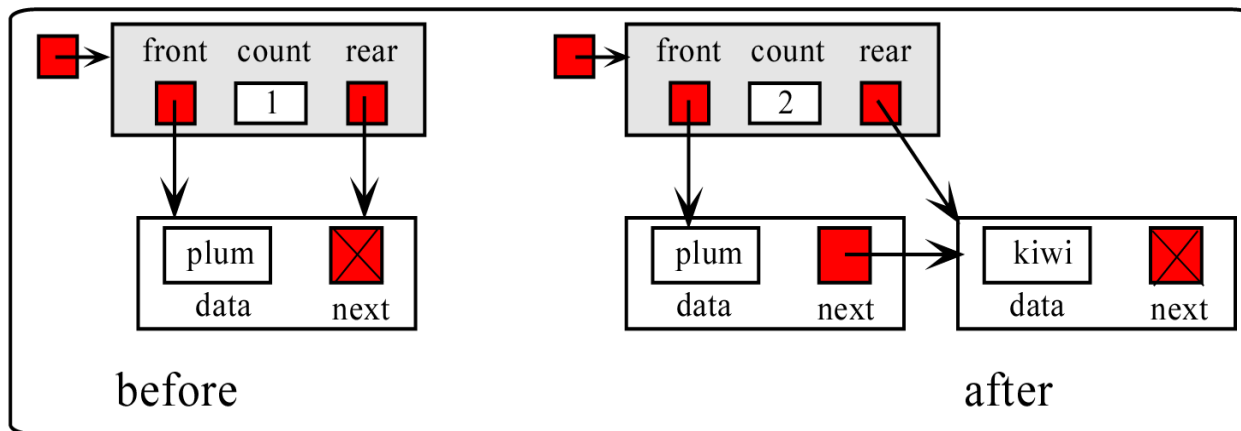 front count rear
1
plum
data next
before
front count rear
2
plum
data next
kiwi
data next
after